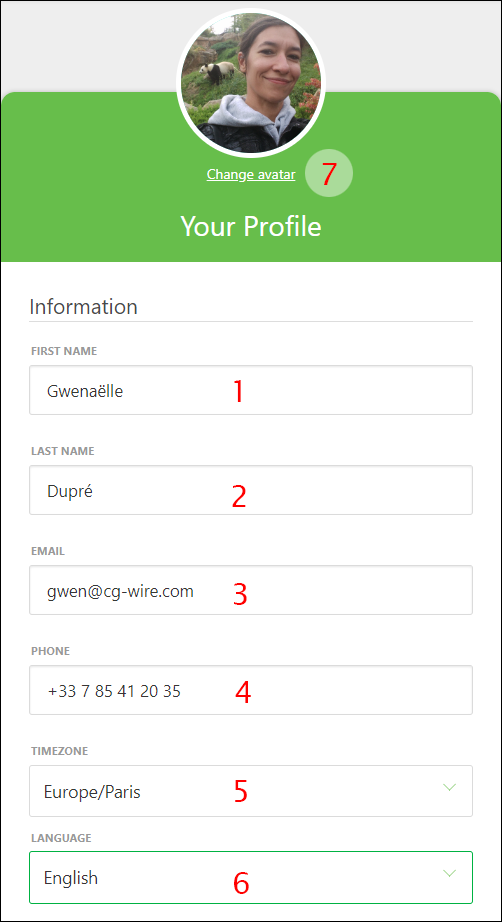 Change avatar 7
Your Profile
Information
FIRST NAME
Gwenaëlle 1
LAST NAME
Dupré 2
EMAIL
gwen@cg-wire.com 3
PHONE
+33 7 85 41 20 35 4
TIMEZONE
Europe/Paris 5
LANGUAGE
English 6